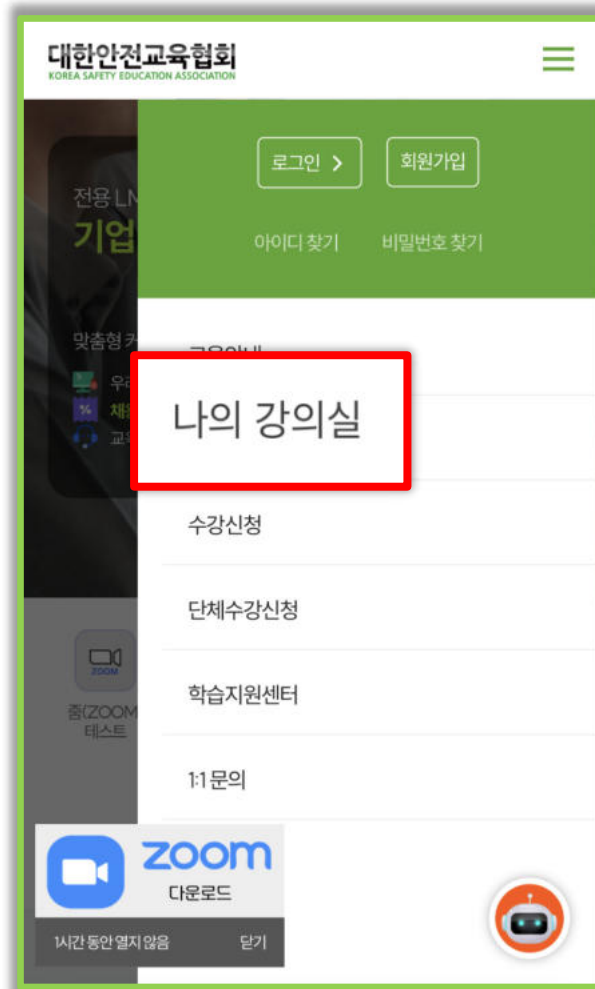 대한안전교육협회
KOREA SAFETY EDUCATION ASSOCIATION
로그인 >
회원가입
아이디 찾기
비밀번호 찾기
전용
기업
맞춤형
나의 강의실
수강신청
단체수강신청
학습지원센터
1:1 문의
ZOOM
줌(ZOOM
테스트
zoom
다운로드
1시간 동안 열지 않음
닫기